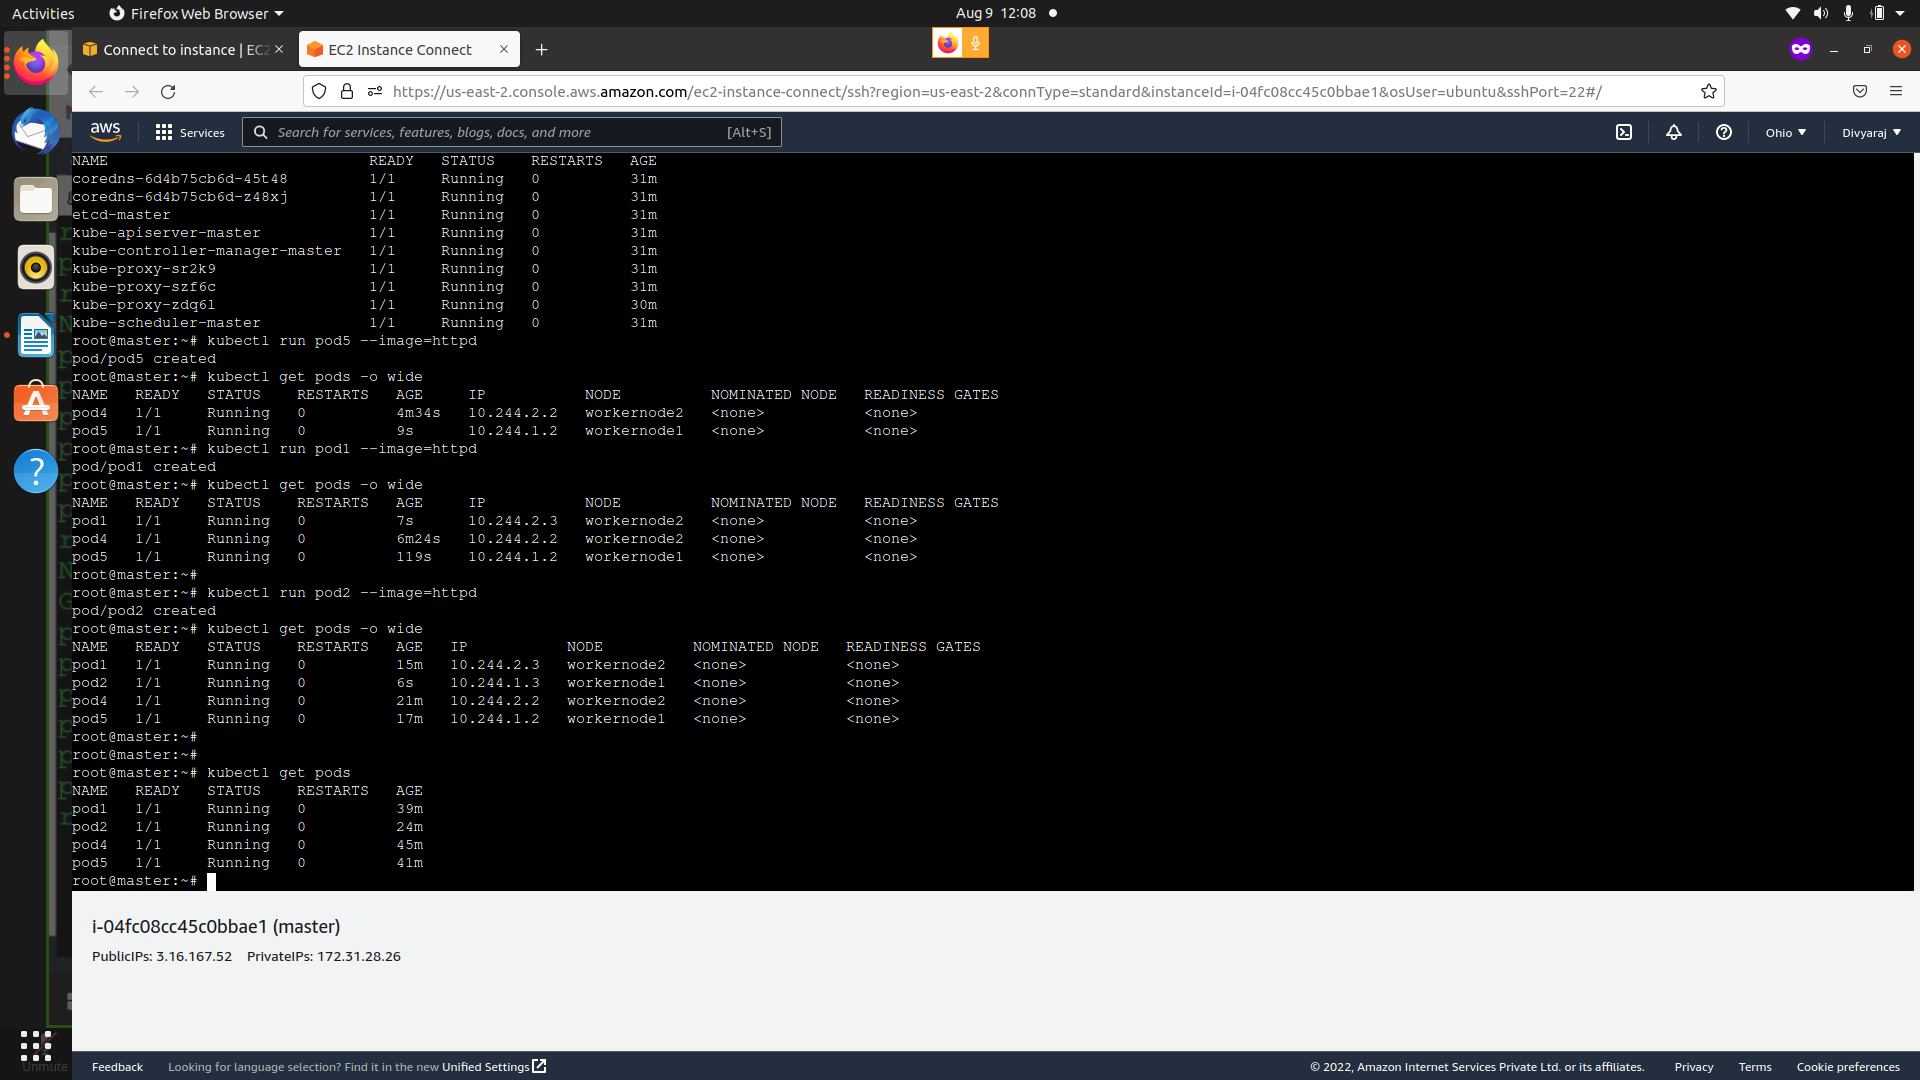 Activities
Firefox Web Browser
Aug 9 12:08
Connect to instance | EC2
EC2 Instance Connect
https://us-east-2.console.aws.amazon.com/ec2-instance-connect/ssh?region=us-east-2&connType=standard&instanceId=i-04fc08cc45c0bbae1&osUser=ubuntu&sshPort=22#/
aws
Services
Search for services, features, blogs, docs, and more
[Alt+S]
Ohio
Divyaraj
NAME READY STATUS RESTARTS AGE
coredns-6d4b75cb6d-45t48 1/1 Running 0 31m
coredns-6d4b75cb6d-z48xj 1/1 Running 0 31m
etcd-master 1/1 Running 0 31m
kube-apiserver-master 1/1 Running 0 31m
kube-controller-manager-master 1/1 Running 0 31m
kube-proxy-sr2k9 1/1 Running 0 31m
kube-proxy-szf6c 1/1 Running 0 31m
kube-proxy-zdq6l 1/1 Running 0 30m
kube-scheduler-master 1/1 Running 0 31m
root@master:~# kubectl run pod5 --image=httpd
pod/pod5 created
root@master:~# kubectl get pods -o wide
NAME READY STATUS RESTARTS AGE IP NODE NOMINATED NODE READINESS GATES
pod4 1/1 Running 0 4m34s 10.244.2.2 workernode2 <none> <none>
pod5 1/1 Running 0 9s 10.244.1.2 workernode1 <none> <none>
root@master:~# kubectl run pod1 --image=httpd
pod/pod1 created
root@master:~# kubectl get pods -o wide
NAME READY STATUS RESTARTS AGE IP NODE NOMINATED NODE READINESS GATES
pod1 1/1 Running 0 7s 10.244.2.3 workernode2 <none> <none>
pod4 1/1 Running 0 6m24s 10.244.2.2 workernode2 <none> <none>
pod5 1/1 Running 0 119s 10.244.1.2 workernode1 <none> <none>
root@master:~#
root@master:~# kubectl run pod2 --image=httpd
pod/pod2 created
root@master:~# kubectl get pods -o wide
NAME READY STATUS RESTARTS AGE IP NODE NOMINATED NODE READINESS GATES
pod1 1/1 Running 0 15m 10.244.2.3 workernode2 <none> <none>
pod2 1/1 Running 0 6s 10.244.1.3 workernode1 <none> <none>
pod4 1/1 Running 0 21m 10.244.2.2 workernode2 <none> <none>
pod5 1/1 Running 0 17m 10.244.1.2 workernode1 <none> <none>
root@master:~#
root@master:~#
root@master:~# kubectl get pods
NAME READY STATUS RESTARTS AGE
pod1 1/1 Running 0 39m
pod2 1/1 Running 0 24m
pod4 1/1 Running 0 45m
pod5 1/1 Running 0 41m
root@master:~#
i-04fc08cc45c0bbae1 (master)
PublicIPs: 3.16.167.52 PrivateIPs: 172.31.28.26
Unmute
Feedback
Looking for language selection? Find it in the new Unified Settings
© 2022, Amazon Internet Services Private Ltd. or its affiliates.
Privacy
Terms
Cookie preferences